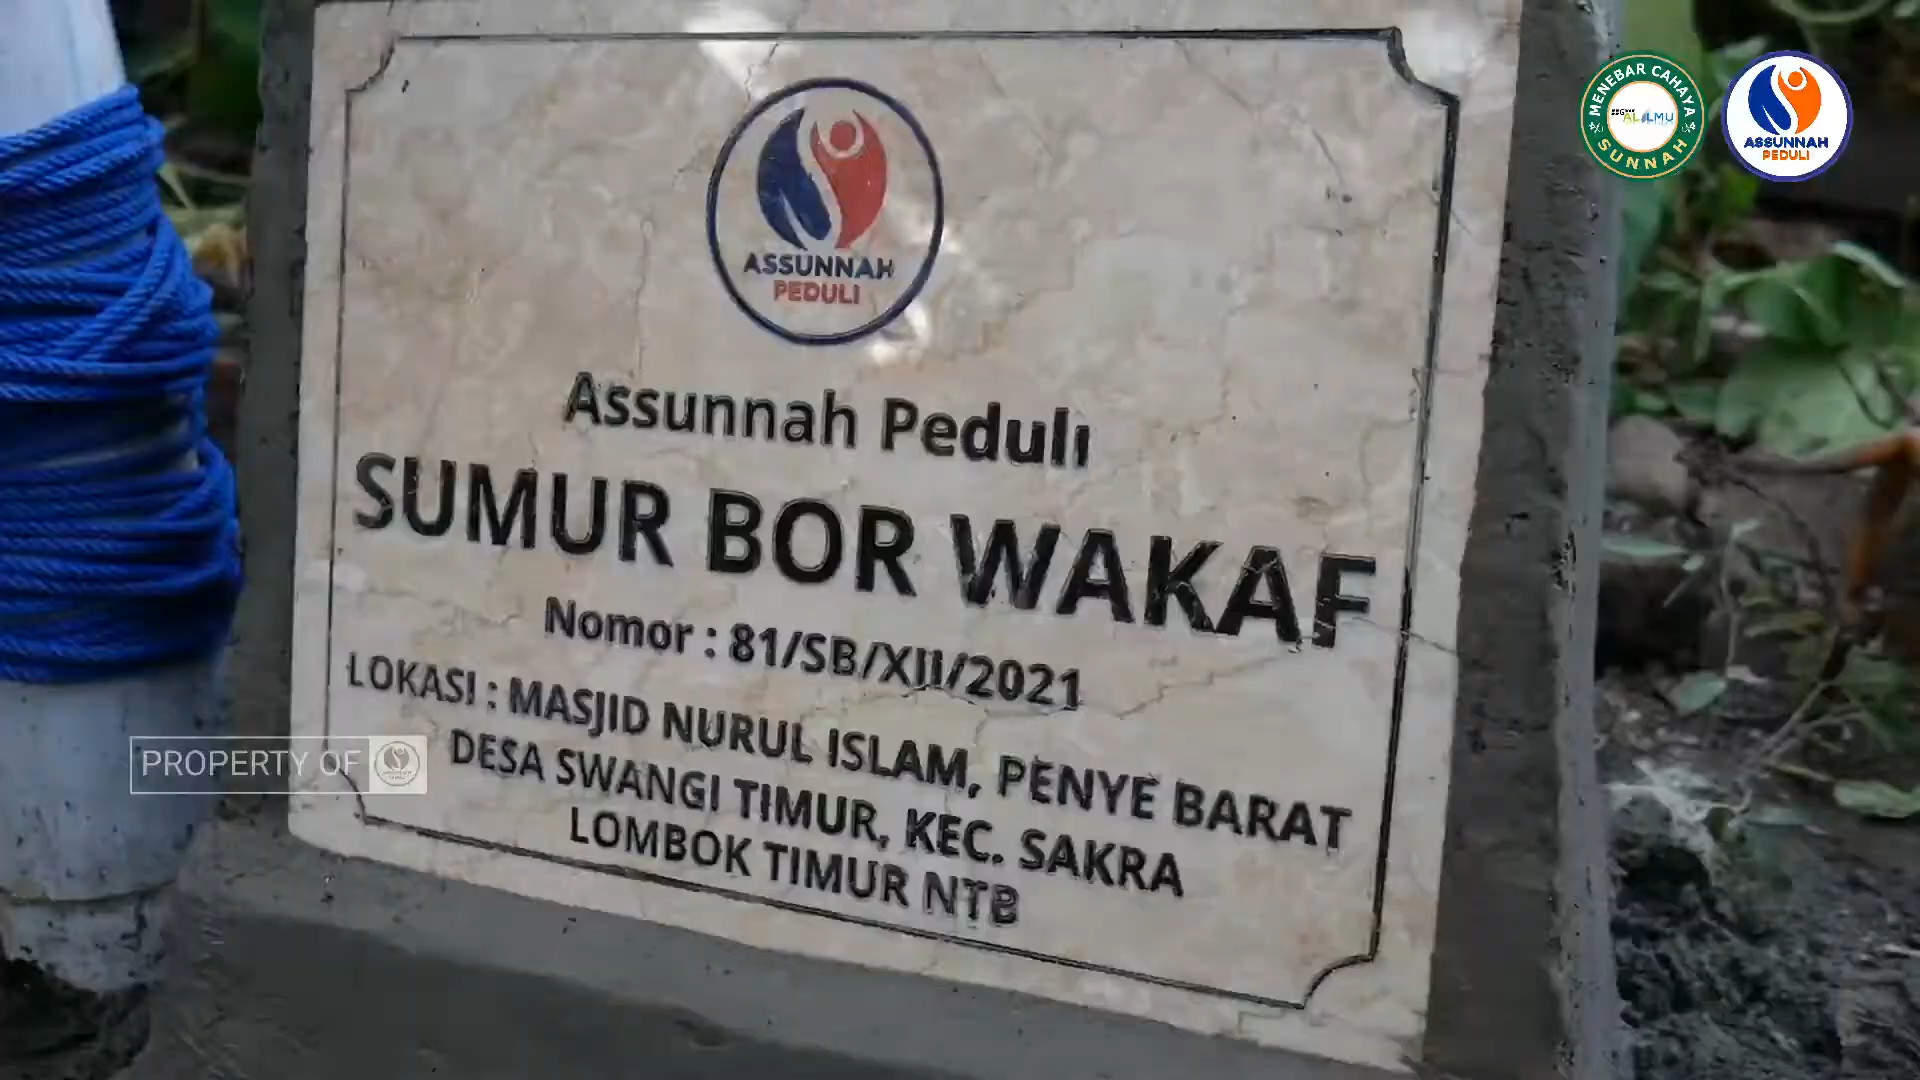 MENEBAR CAHAYA
SUNNAH
ASSUNNAH
PEDULI
ASSUNNAH
PEDULI
Assunnah Peduli
SUMUR BOR WAKAF
Nomor : 81/SB/XII/2021
LOKASI : MASJID NURUL ISLAM, PENYE BARAT
DESA SWANGI TIMUR, KEC. SAKRA
LOMBOK TIMUR NTB
PROPERTY OF